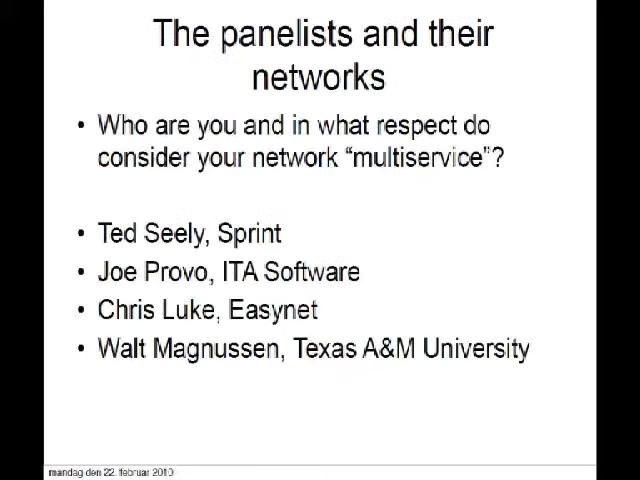 The panelists and their
networks
• Who are you and in what respect do
consider your network “multiservice”?
• Ted Seely, Sprint
• Joe Provo, ITA Software
• Chris Luke, Easynet
• Walt Magnussen, Texas A&M University
mandag den 22. februar 2010